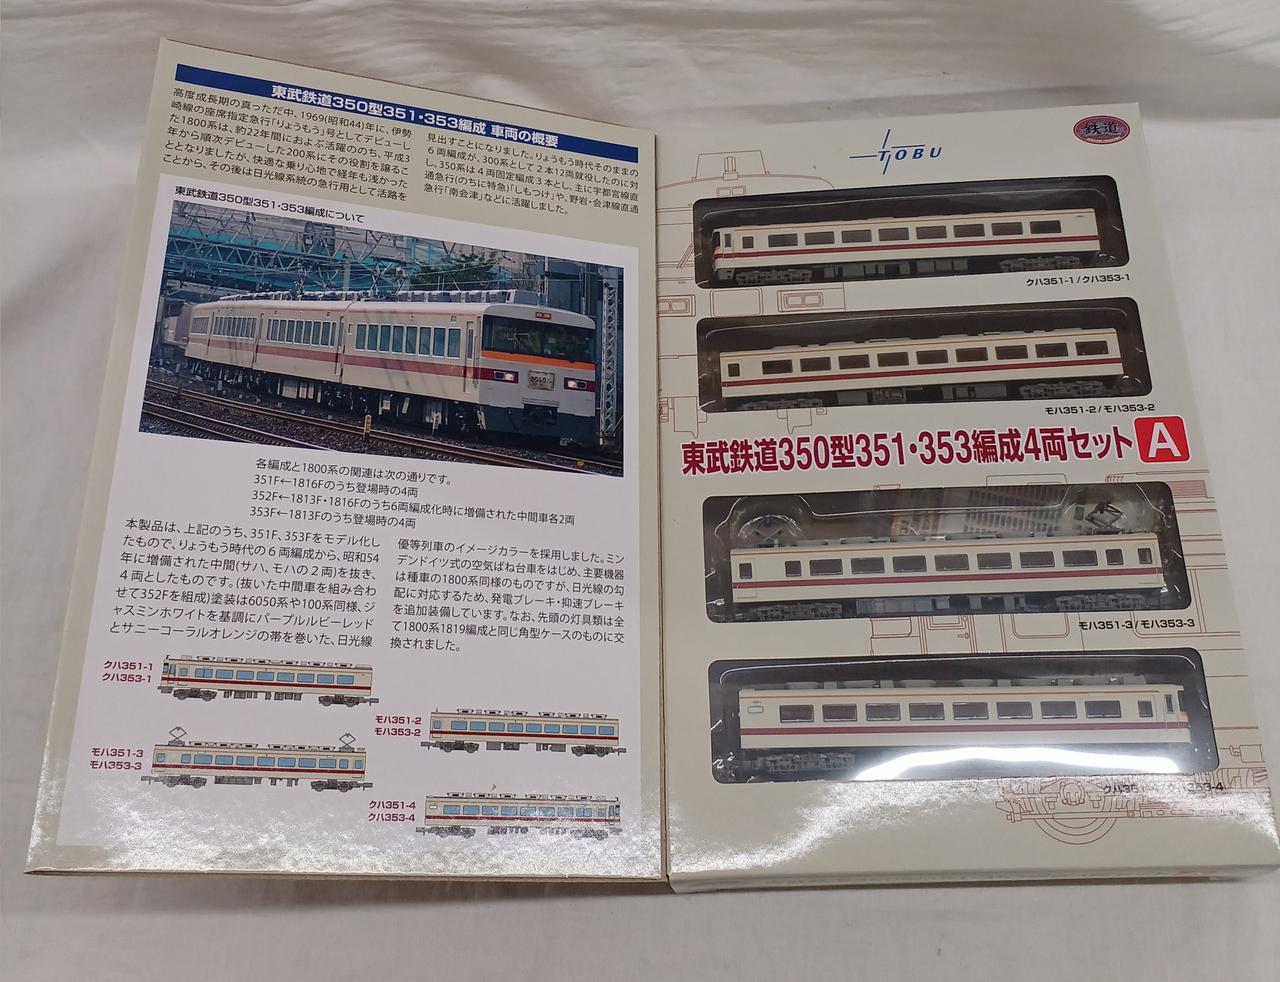 東武鉄道350型351・353編成 車両の概要
高度成長期の真っただ中、1969(昭和44)年に、伊勢
崎線の座席指定急行「りょうもう」号としてデビューし
た1800系は、約22年間におよぶ活躍ののち、平成3
年から順次デビューした200系にその役割を譲るこ
ととなりましたが、快適な乗り心地で経年も浅かった
ことから、その後は日光線系統の急行用として活路を
見出すことになりました。りょうもう時代そのままの
6両編成が、300系として2本12両就役したのに対
し、350系は4両固定編成3本とし、主に宇都宮線直
通急行(のちに特急)「しもつけ」や、野岩・会津線直通
急行「南会津」などに活躍しました。
東武鉄道350型351・353編成について
各編成と1800系の関連は次の通りです。
351F←1816Fのうち登場時の4両
352F←1813F・1816Fのうち6両編成化時に増備された中間車各2両
353F←1813Fのうち登場時の4両
本製品は、上記のうち、351F、353Fをモデル化し
たもので、りょうもう時代の6両編成から、昭和54
年に増備された中間(サハ、モハの2両)を抜き、
4両としたものです。(抜いた中間車を組み合わ
せて352Fを組成)塗装は6050系や100系同様、ジ
ャスミンホワイトを基調にパープルルビーレッド
とサニーコーラルオレンジの帯を巻いた、日光線
優等列車のイメージカラーを採用しました。ミン
デンドイツ式の空気ばね台車をはじめ、主要機器
は種車の1800系同様のものですが、日光線の勾
配に対応するため、発電ブレーキ・抑速ブレーキ
を追加装備しています。なお、先頭の灯具類は全
て1800系1819編成と同じ角型ケースのものに交
換されました。
クハ351-1
クハ353-1
モハ351-2
モハ353-2
モハ351-3
モハ353-3
クハ351-4
クハ353-4
TOBU
鉄道
クハ351-1 / クハ353-1
モハ351-2 / モハ353-2
東武鉄道350型351・353編成4両セット A
モハ351-3 / モハ353-3
クハ351-4 / クハ353-4